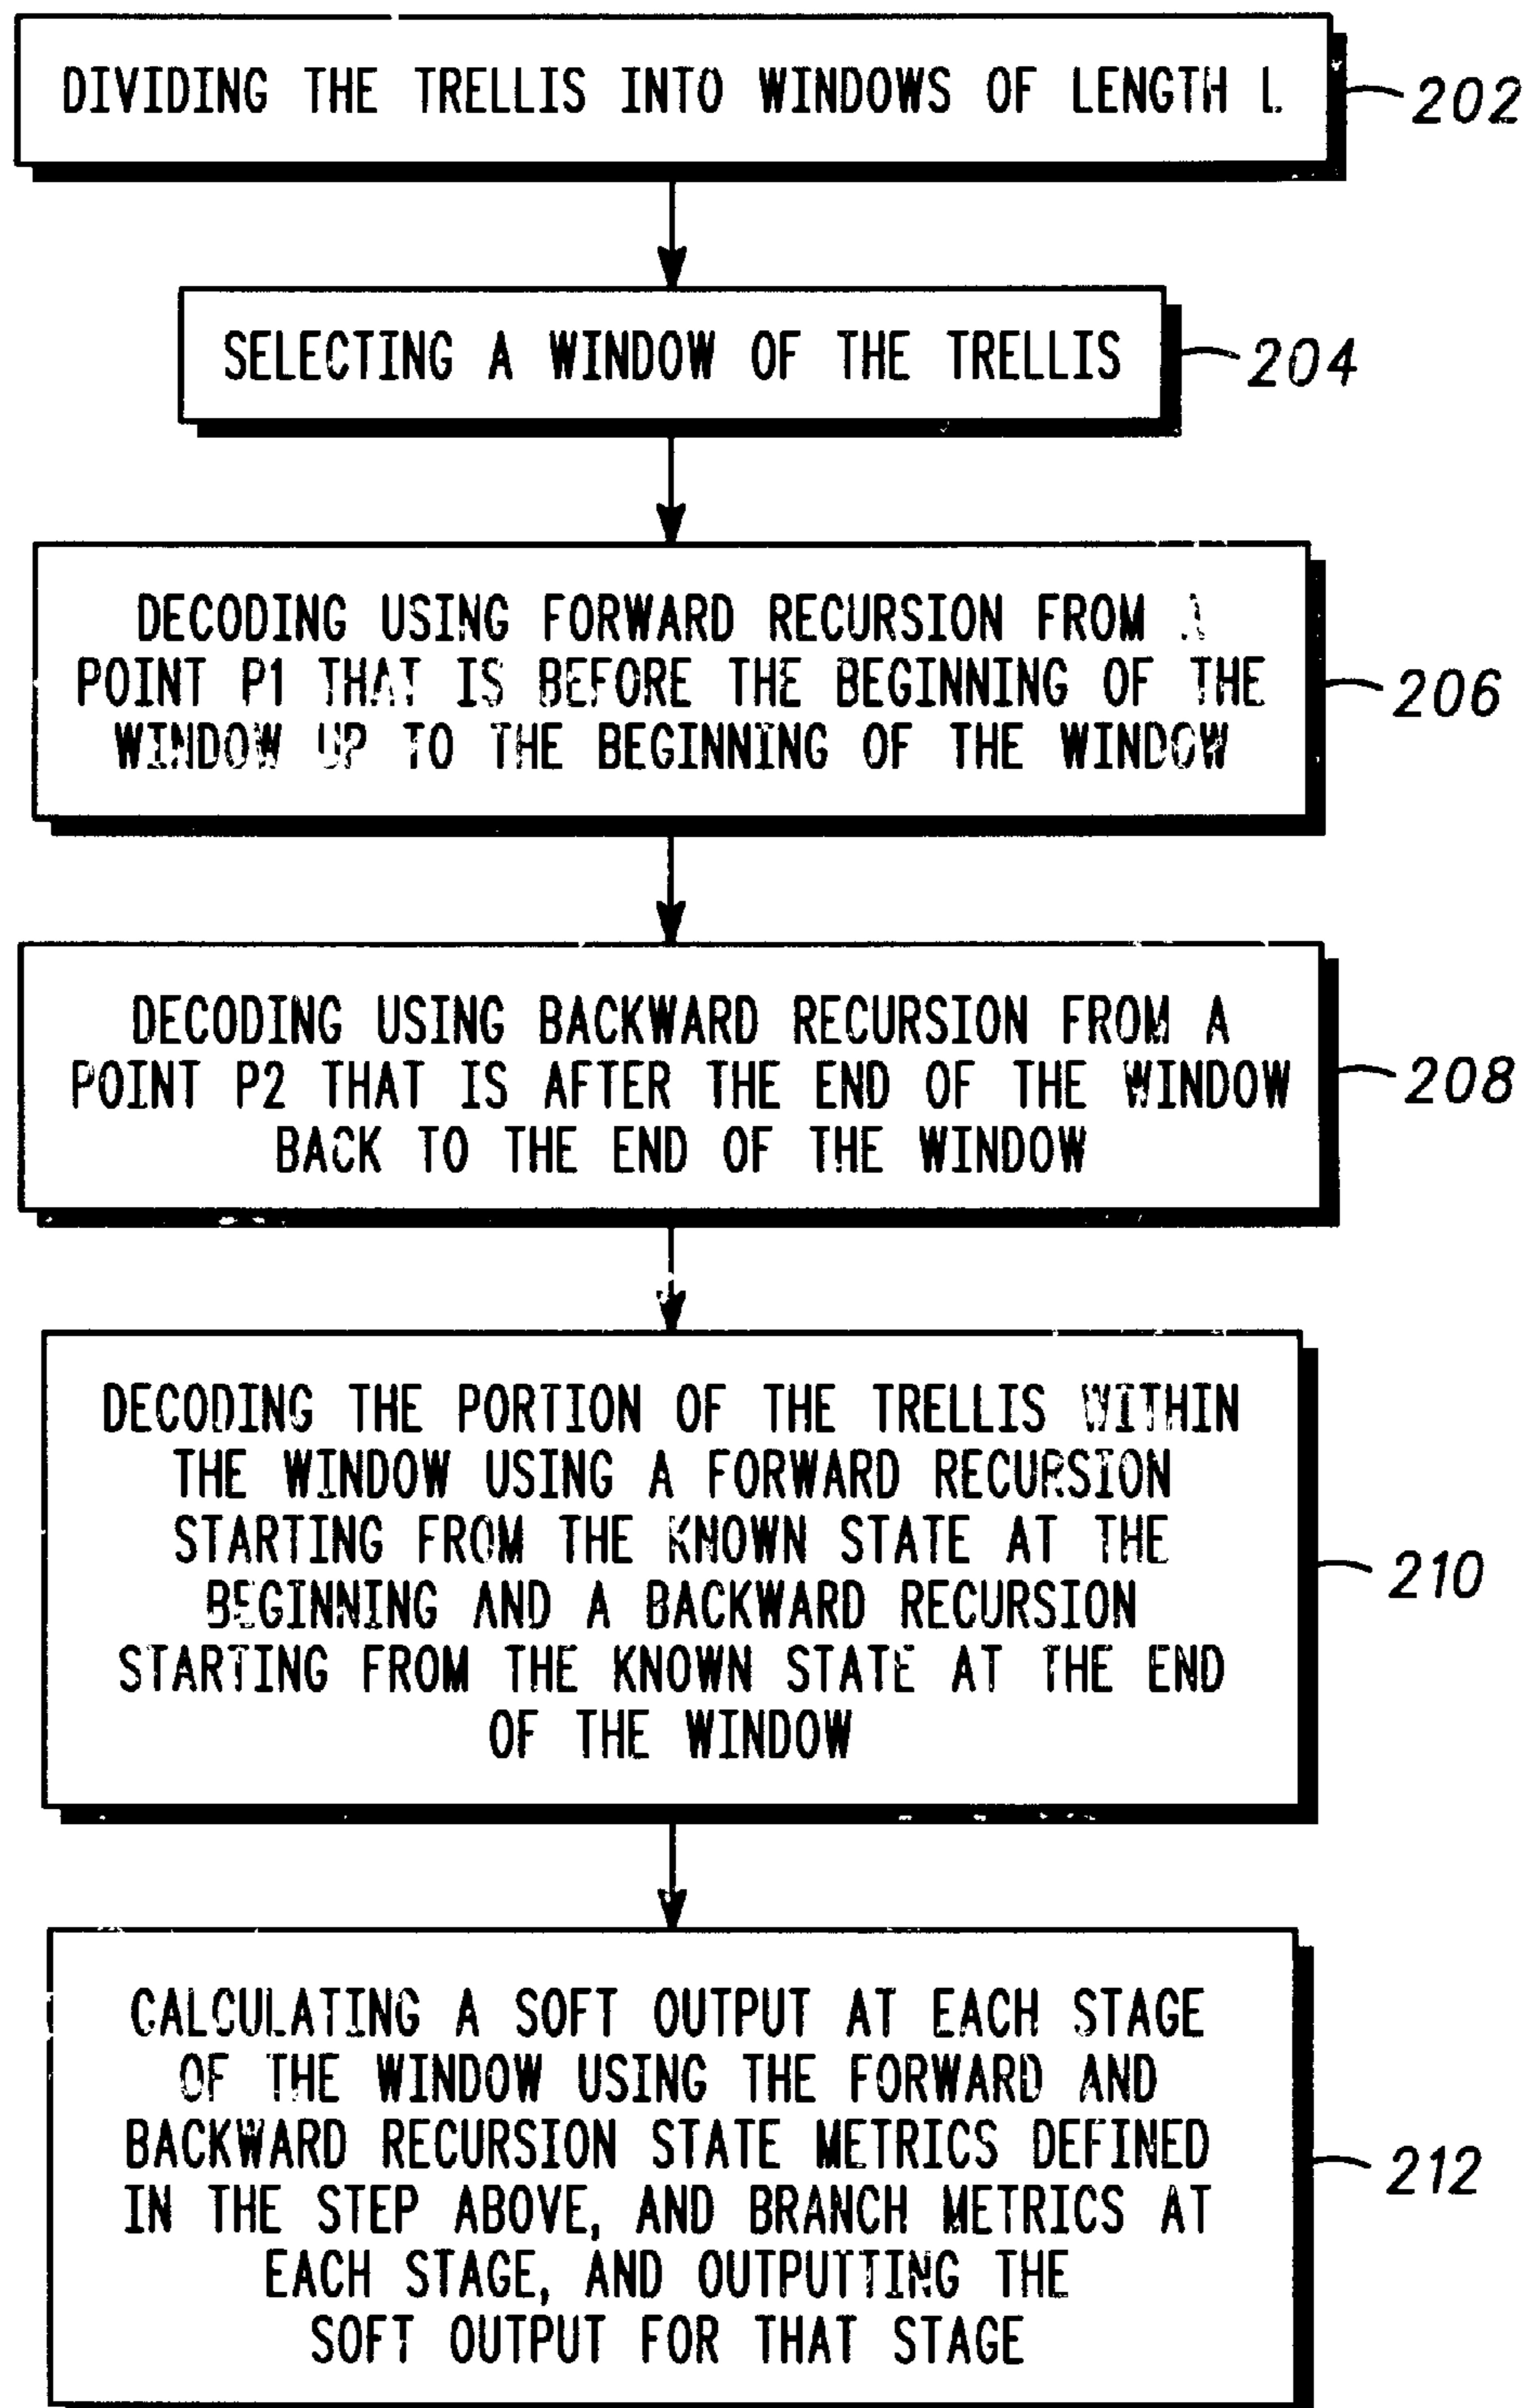 DIVIDING THE TRELLIS INTO WINDOWS OF LENGTH L
202
SELECTING A WINDOW OF THE TRELLIS
204
DECODING USING FORWARD RECURSION FROM A
POINT P1 THAT IS BEFORE THE BEGINNING OF THE
WINDOW UP TO THE BEGINNING OF THE WINDOW
206
DECODING USING BACKWARD RECURSION FROM A
POINT P2 THAT IS AFTER THE END OF THE WINDOW
BACK TO THE END OF THE WINDOW
208
DECODING THE PORTION OF THE TRELLIS WITHIN
THE WINDOW USING A FORWARD RECURSION
STARTING FROM THE KNOWN STATE AT THE
BEGINNING AND A BACKWARD RECURSION
STARTING FROM THE KNOWN STATE AT THE END
OF THE WINDOW
210
CALCULATING A SOFT OUTPUT AT EACH STAGE
OF THE WINDOW USING THE FORWARD AND
BACKWARD RECURSION STATE METRICS DEFINED
IN THE STEP ABOVE, AND BRANCH METRICS AT
EACH STAGE, AND OUTPUTTING THE
SOFT OUTPUT FOR THAT STAGE
212